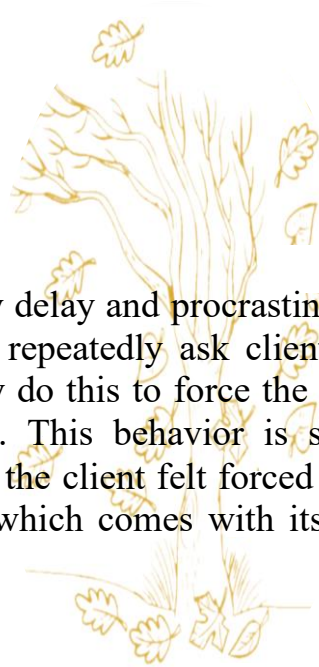 delay and procrastin
repeatedly ask clien
do this to force the
. This behavior is s
the client felt forced
which comes with its